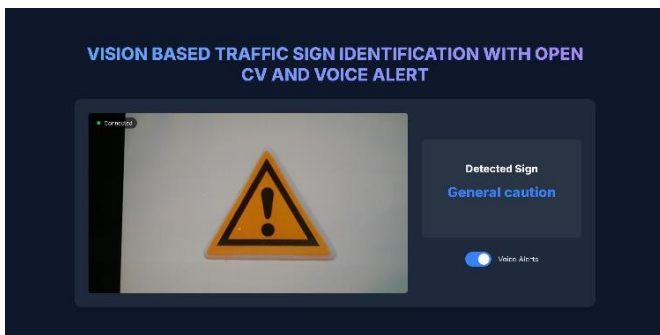 VISION BASED TRAFFIC SIGN IDENTIFICATION WITH OPEN
CV AND VOICE ALERT
Connected
Detected Sign
General caution
Voice Alerts